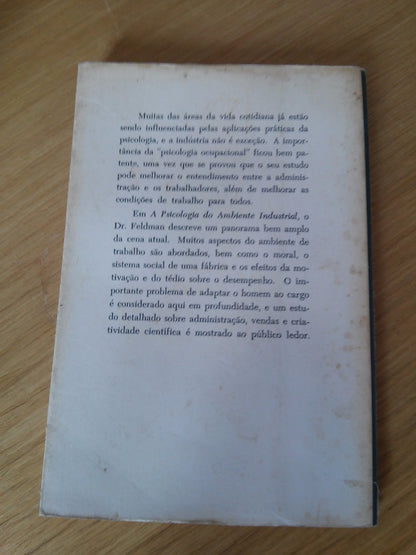 Muitas das áreas da vida cotidiana já estão
sendo influenciadas pelas aplicações práticas da
psicologia, e a indústria não é exceção. A impor-
tância da "psicologia ocupacional" ficou bem pa-
tente, uma vez que se provou que o seu estudo
pode melhorar o entendimento entre a adminis-
tração e os trabalhadores, além de melhorar as
condições de trabalho para todos.
Em A Psicologia do Ambiente Industrial, o
Dr. Feldman descreve um panorama bem amplo
da cena atual. Muitos aspectos do ambiente de
trabalho são abordados, bem como o moral, o
sistema social de uma fábrica e os efeitos da mo-
tivação e do tédio sobre o desempenho. O im-
portante problema de adaptar o homem ao cargo
é considerado aqui em profundidade, e um estu-
do detalhado sobre administração, vendas e cria-
tividade científica é mostrado ao público ledor.